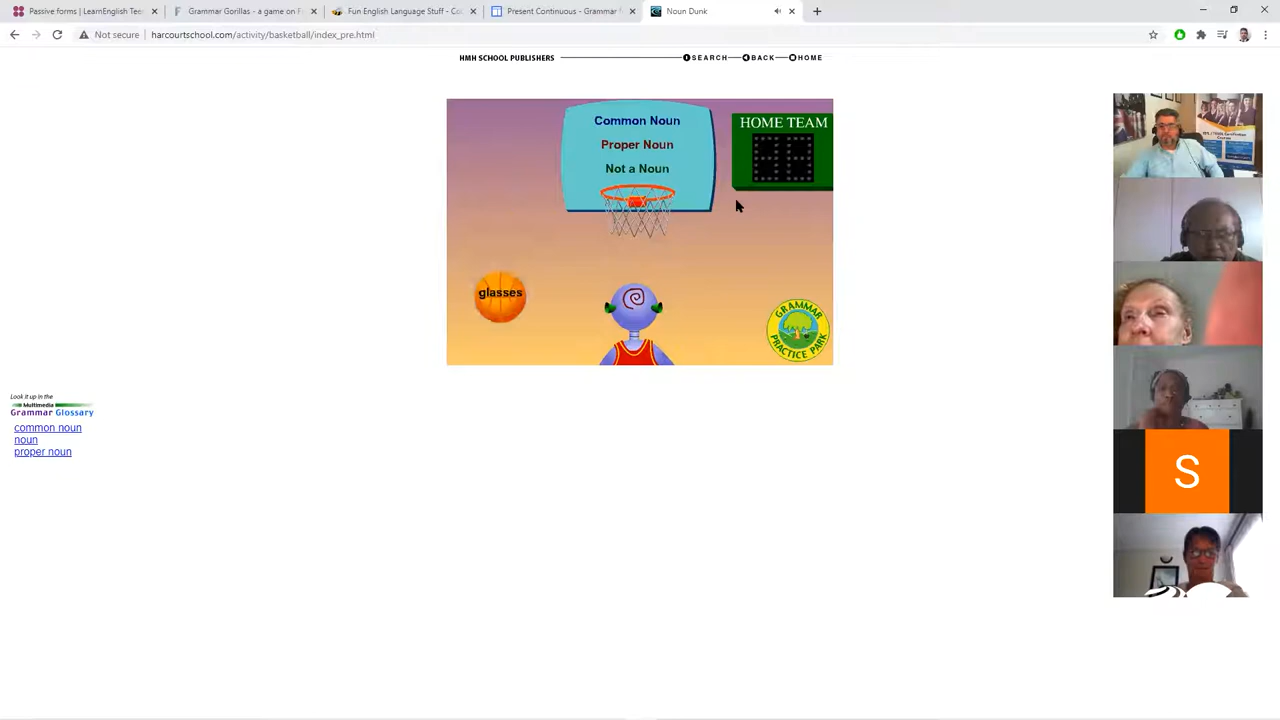 Passive forms | LearnEnglish Tee
Grammar Gorillas - a game on F
Fun English Language Stuff - Co
Present Continuous - Grammar
Noun Dunk
Not secure
harcourtschool.com/activity/basketball/index_pre.html
HMH SCHOOL PUBLISHERS
SEARCH
BACK
HOME
Common Noun
Proper Noun
Not a Noun
HOME TEAM
glasses
GRAMMAR
PRACTICE PARK
Look it up in the
Multimedia
Grammar Glossary
common noun
noun
proper noun
S